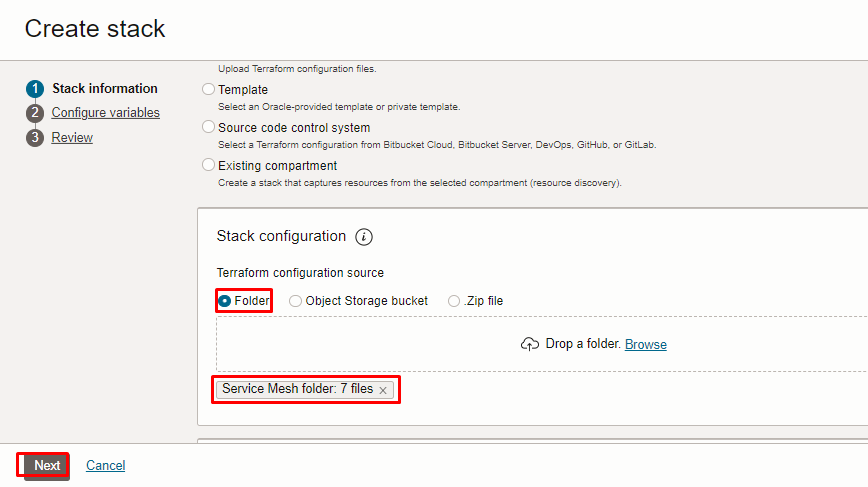 Create stack
1 Stack information
2 Configure variables
3 Review
Upload Terraform configuration files.
Template
Select an Oracle-provided template or private template.
Source code control system
Select a Terraform configuration from Bitbucket Cloud, Bitbucket Server, DevOps, GitHub, or GitLab.
Existing compartment
Create a stack that captures resources from the selected compartment (resource discovery).
Stack configuration i
Terraform configuration source
Folder Object Storage bucket .Zip file
Drop a folder. Browse
Service Mesh folder: 7 files ×
Next Cancel